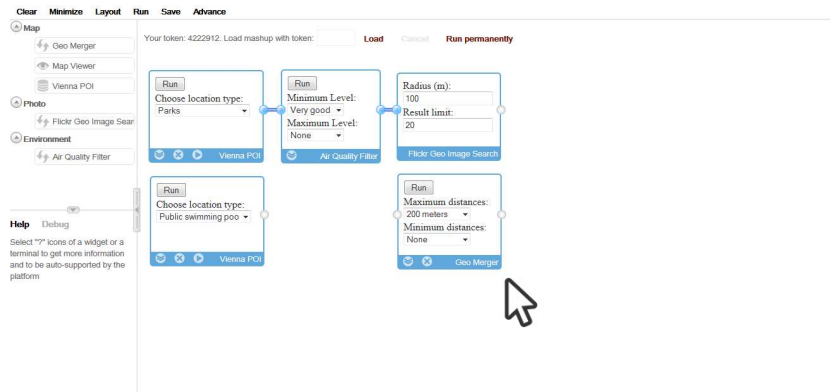 Clear Minimize Layout Run Save Advance
Map
Geo Merger
Map Viewer
Vienna POI
Photo
Flickr Geo Image Sear
Environment
Air Quality Filter
Help Debug
Select "?" icons of a widget or a
terminal to get more information
and to be auto-supported by the
platform
Your token: 4222912. Load mashup with token: Load Cancel Run permanently
Run
Choose location type:
Parks
Vienna POI
Run
Minimum Level:
Very good
Maximum Level:
None
Air Quality Filter
Radius (m):
100
Result limit:
20
Flickr Geo Image Search
Run
Choose location type:
Public swimming poo
Vienna POI
Run
Maximum distances:
200 meters
Minimum distances:
None
Geo Merger